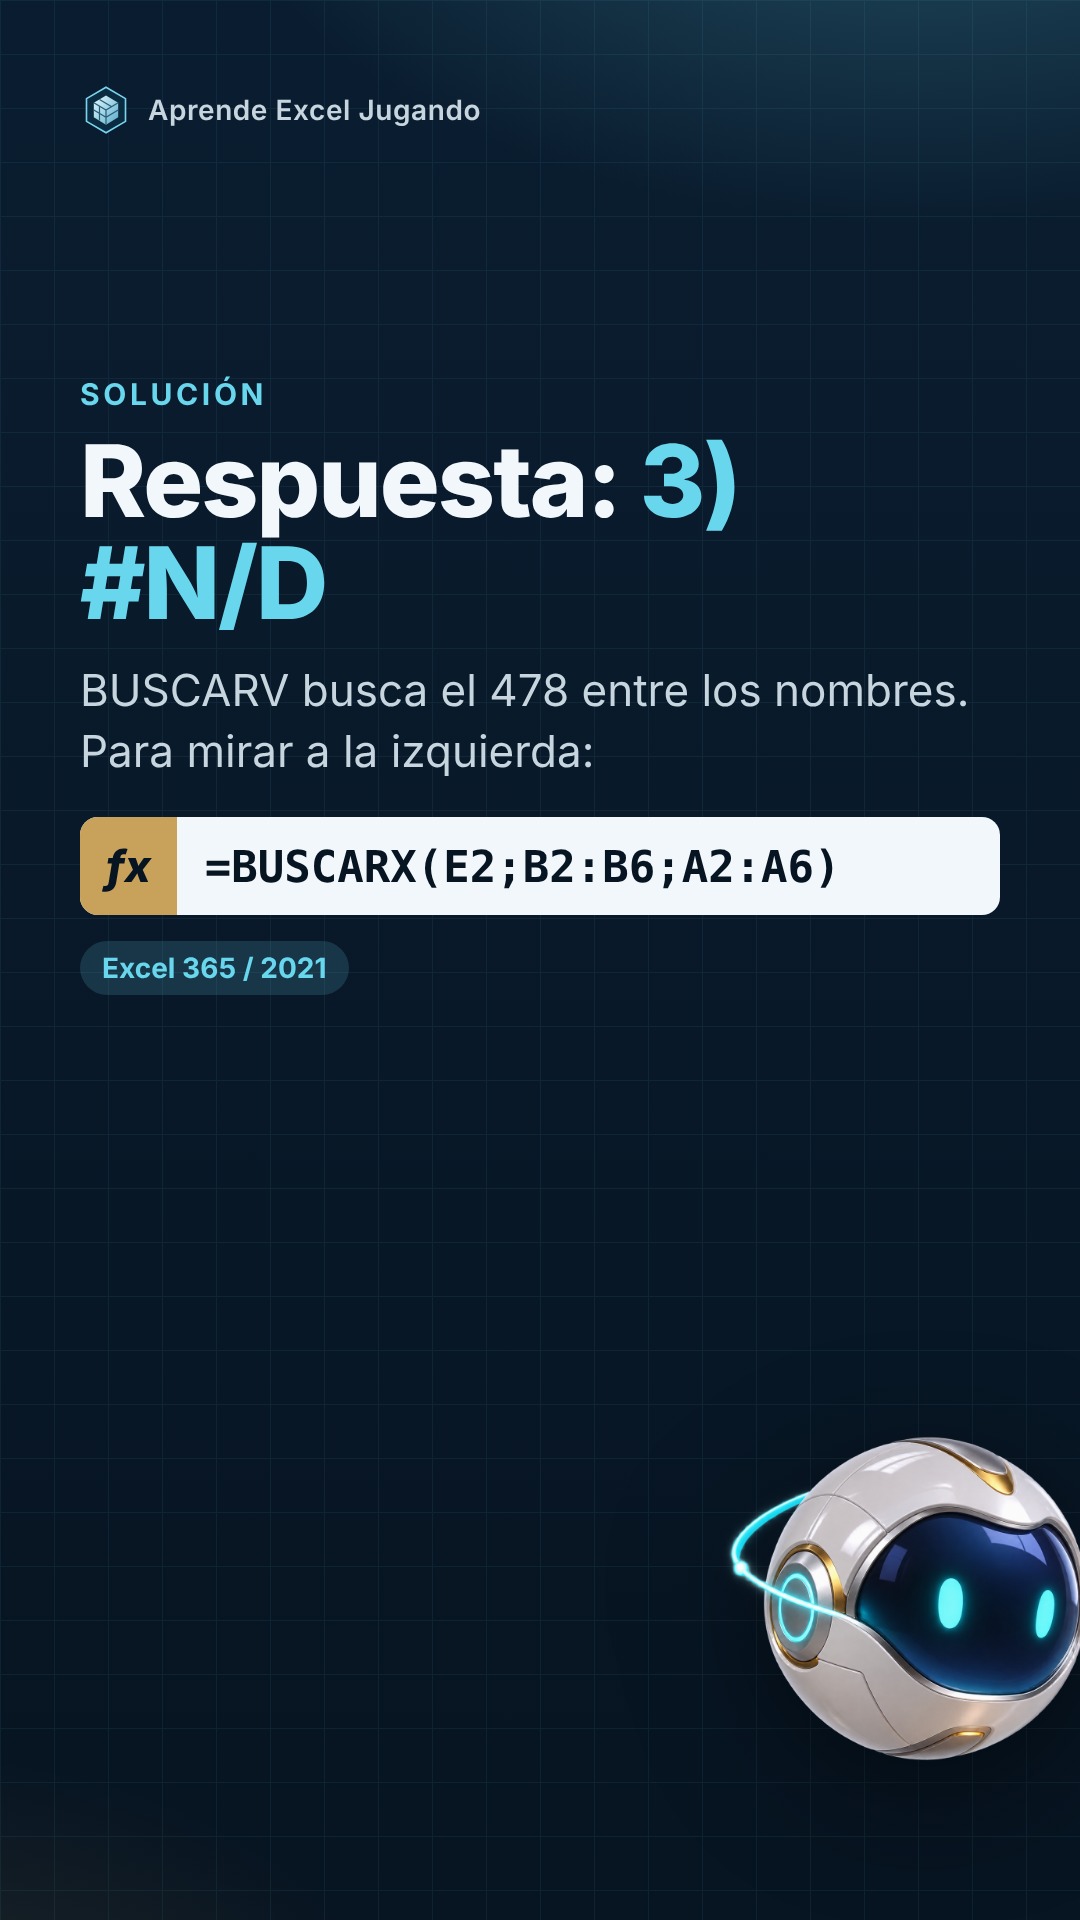 Aprende Excel Jugando
SOLUCIÓN
Respuesta: 3)
#N/D
BUSCARV busca el 478 entre los nombres.
Para mirar a la izquierda:
fx =BUSCARX(E2;B2:B6;A2:A6)
Excel 365 / 2021